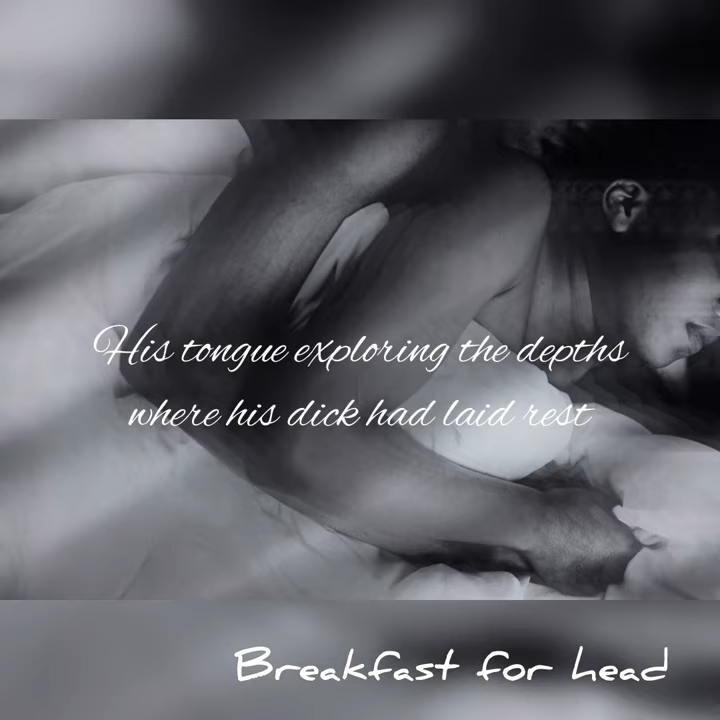 His tongue exploring the depths
where his dick had laid rest
Breakfast for head